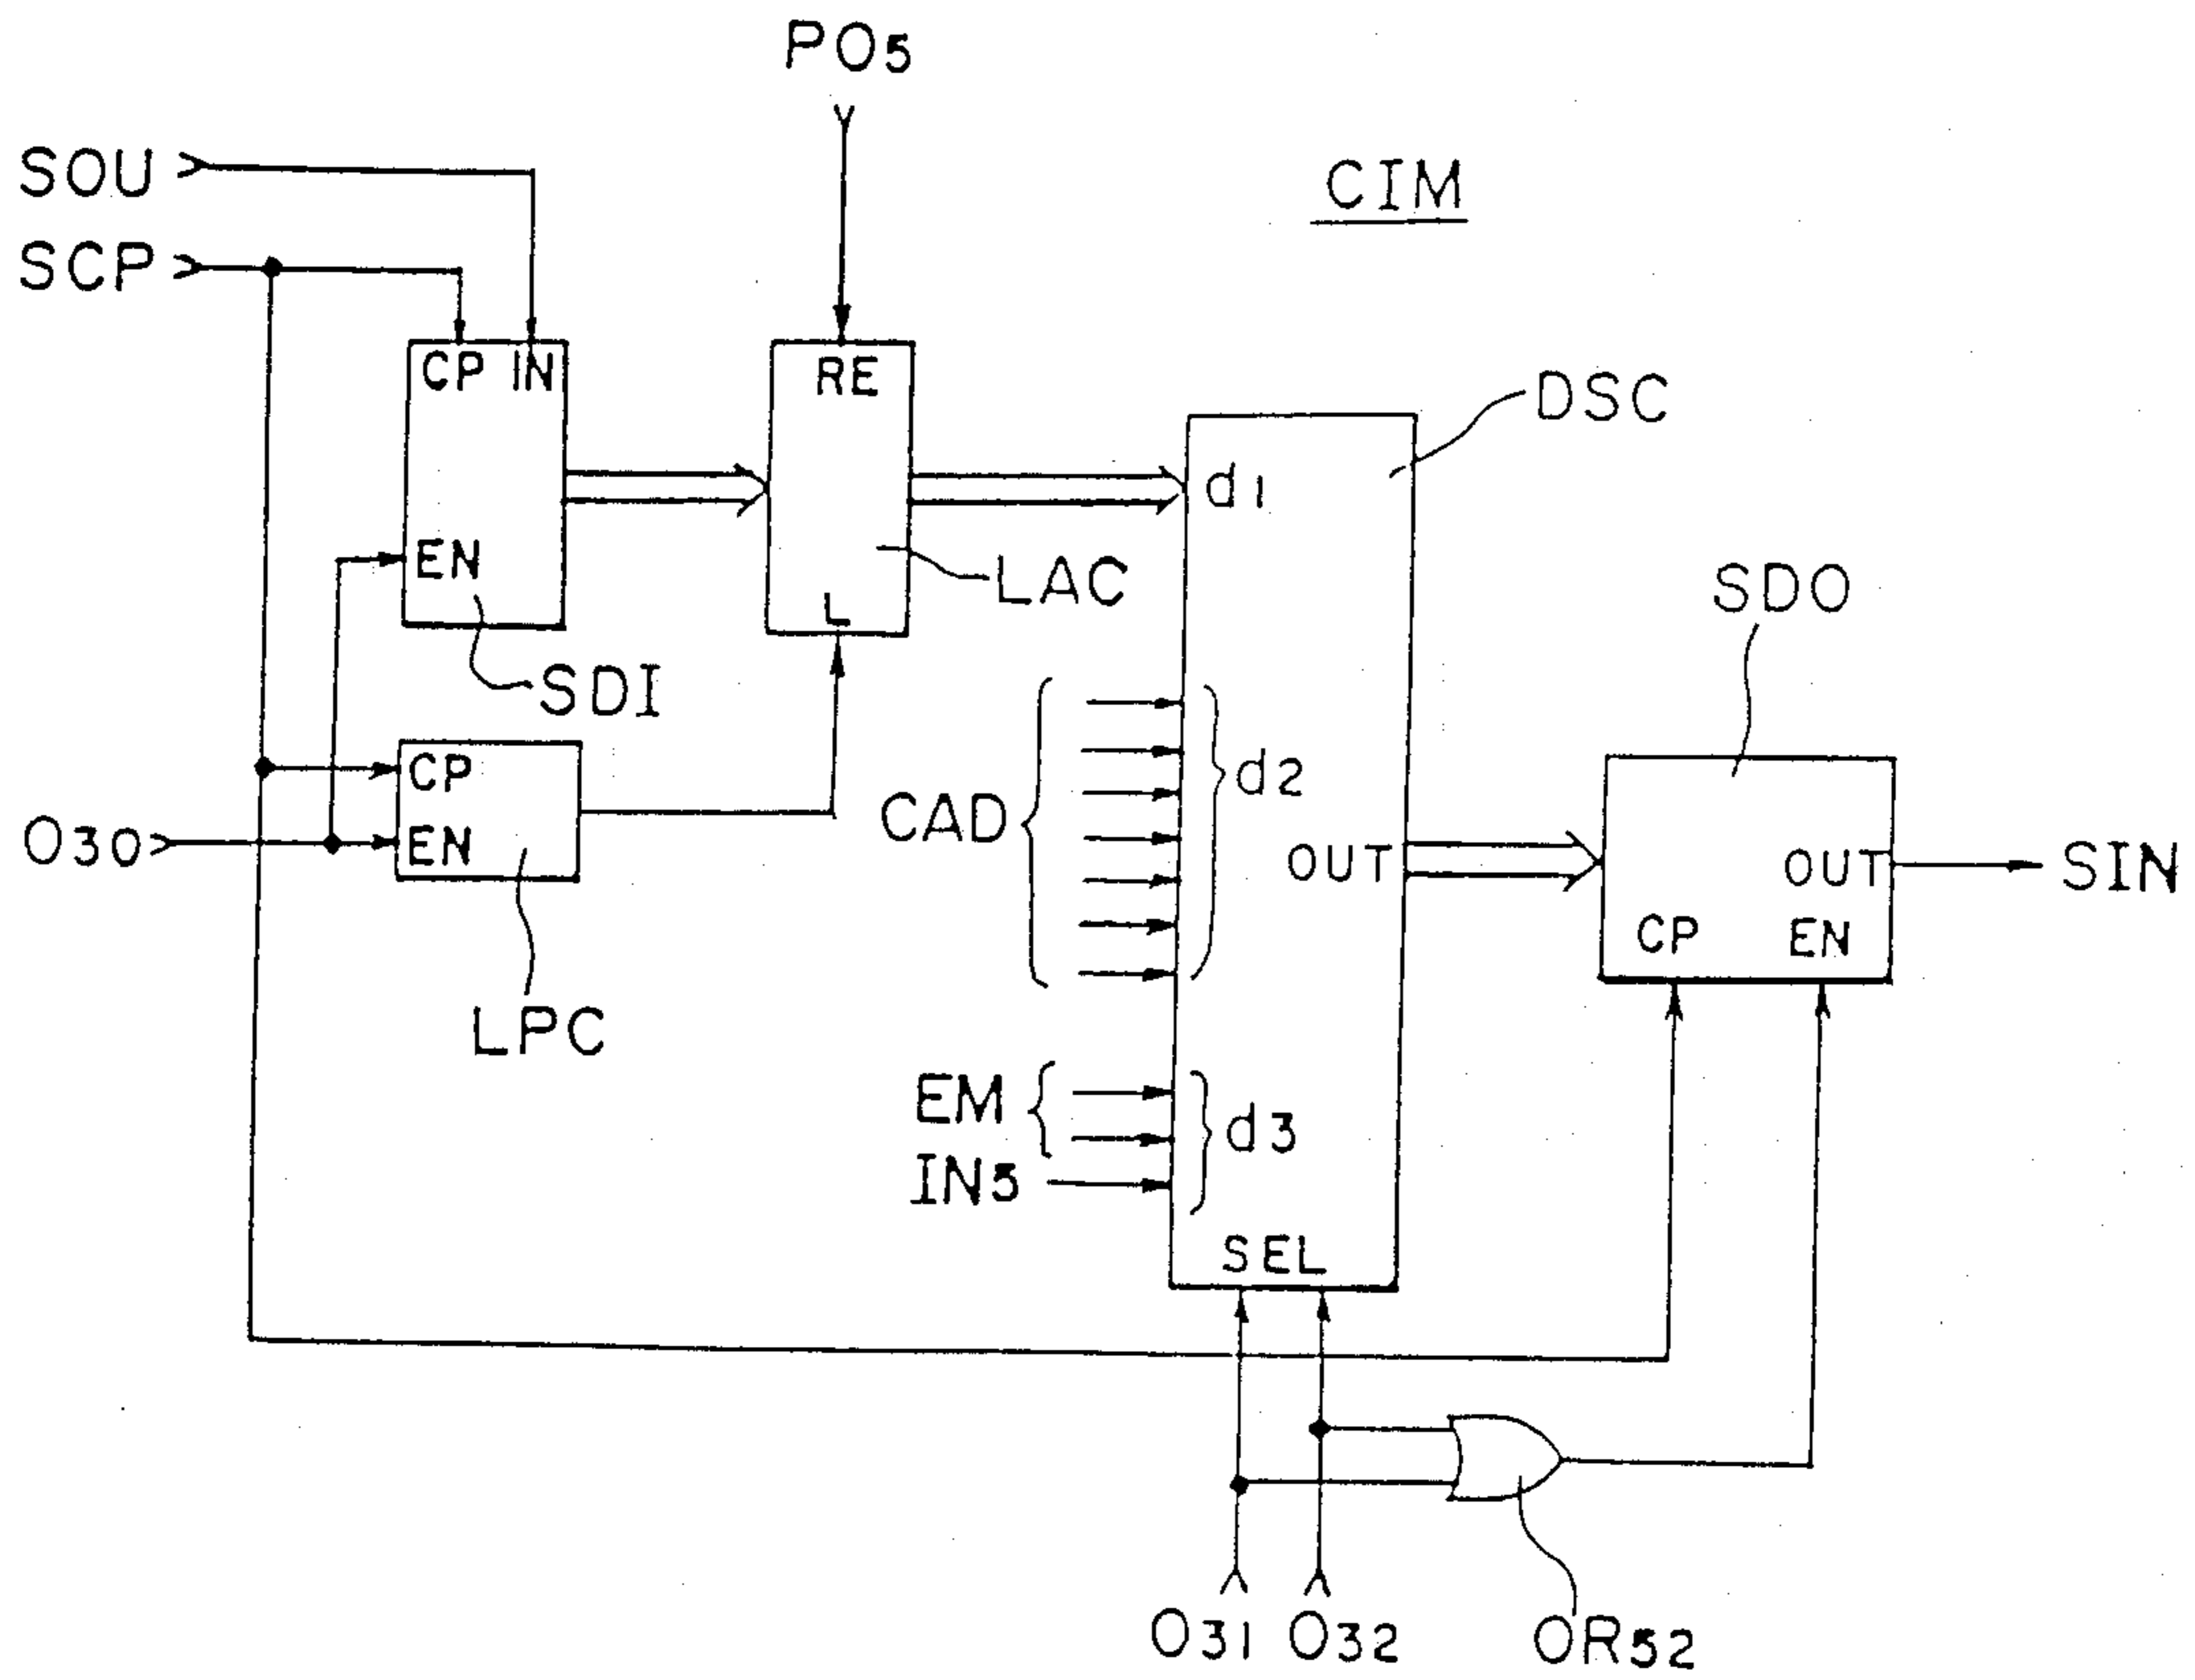 PO5
SOU
CIM
SCP
CP IN
RE
DSC
d1
EN
LAC
L
SDO
SDI
CP
d2
CAD
O30
EN
OUT
OUT
SIN
CP EN
LPC
EM
d3
IN5
SEL
O31
O32
OR52